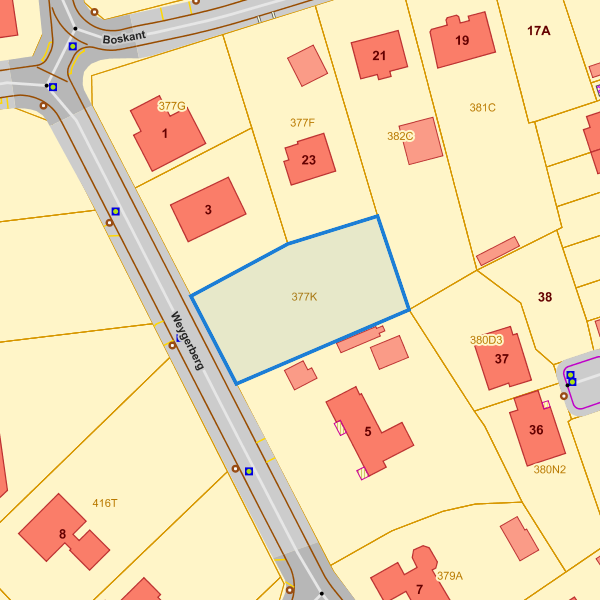 Boskant
17A
19
21
377G
1
377F
381C
382C
23
3
377K
38
Weygerberg
380D3
37
5
36
380N2
416T
8
379A
7